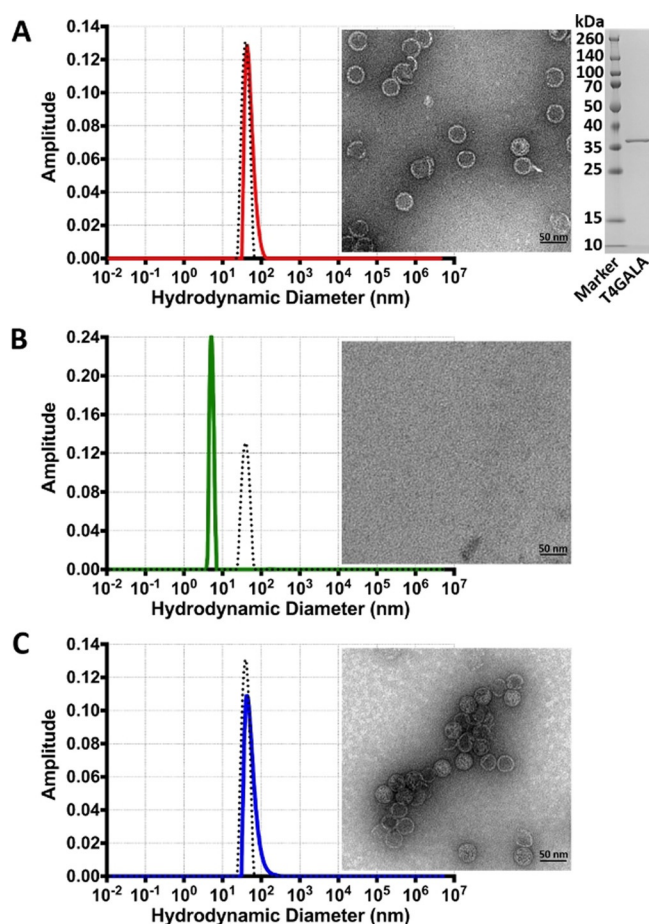 A
Amplitude
0.14
0.12
0.10
0.08
0.06
0.04
0.02
0.00
10-2 10-1 100 101 102 103 104 105 106 107
Hydrodynamic Diameter (nm)
50 nm
kDa
260
140
100
70
50
40
35
25
15
10
Marker
T4GALA
B
Amplitude
0.24
0.20
0.16
0.12
0.08
0.04
0.00
10-2 10-1 100 101 102 103 104 105 106 107
Hydrodynamic Diameter (nm)
50 nm
C
Amplitude
0.14
0.12
0.10
0.08
0.06
0.04
0.02
0.00
10-2 10-1 100 101 102 103 104 105 106 107
Hydrodynamic Diameter (nm)
50 nm